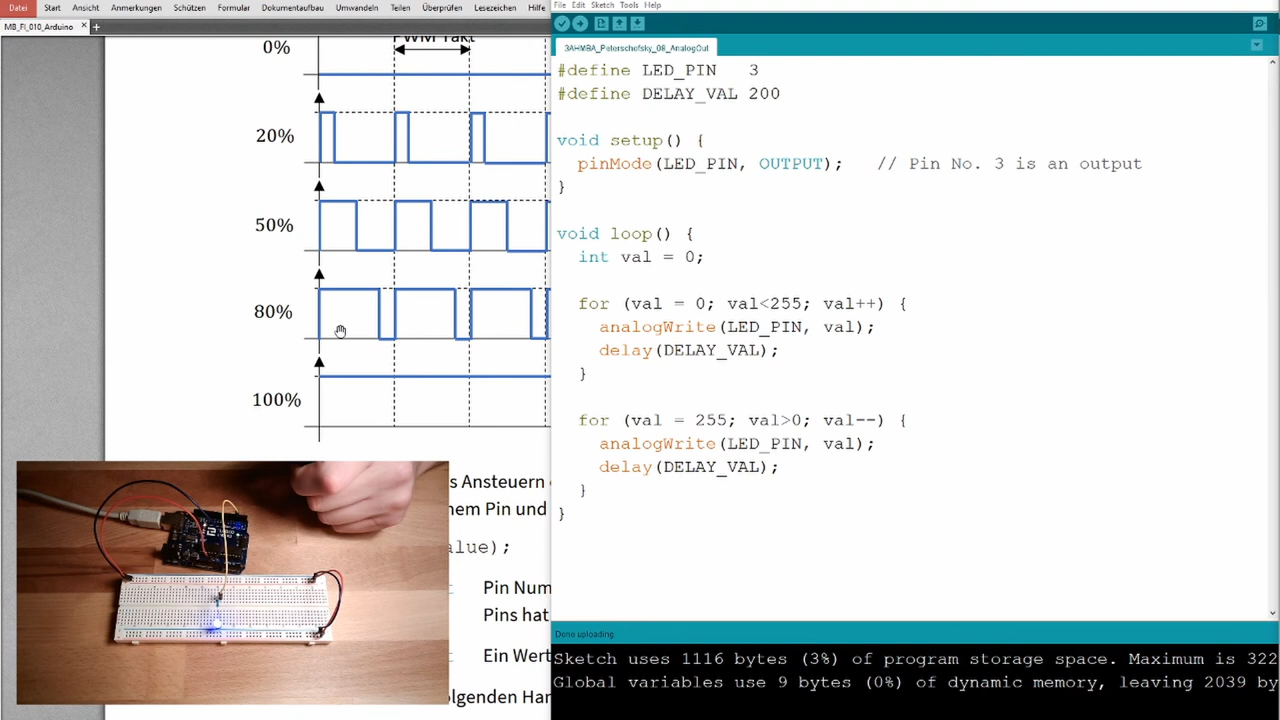 Datei Start Ansicht Anmerkungen Schützen Formular Dokumentaufbau Umwandeln Teilen Überprüfen Lesezeichen Hilfe
MB_FI_010_Arduino
0%
PWM Takt
20%
50%
80%
100%
s Ansteuern
nem Pin und
alue);
Pin Num
Pins hat
Ein Wert
olgenden Har
File Edit Sketch Tools Help
3AHMBA_Peterschofsky_08_AnalogOut
#define LED_PIN   3
#define DELAY_VAL 200
void setup() {
  pinMode(LED_PIN, OUTPUT);   // Pin No. 3 is an output
}
void loop() {
  int val = 0;
  for (val = 0; val<255; val++) {
    analogWrite(LED_PIN, val);
    delay(DELAY_VAL);
  }
  for (val = 255; val>0; val--) {
    analogWrite(LED_PIN, val);
    delay(DELAY_VAL);
  }
}
Done uploading.
Sketch uses 1116 bytes (3%) of program storage space. Maximum is 322
Global variables use 9 bytes (0%) of dynamic memory, leaving 2039 by